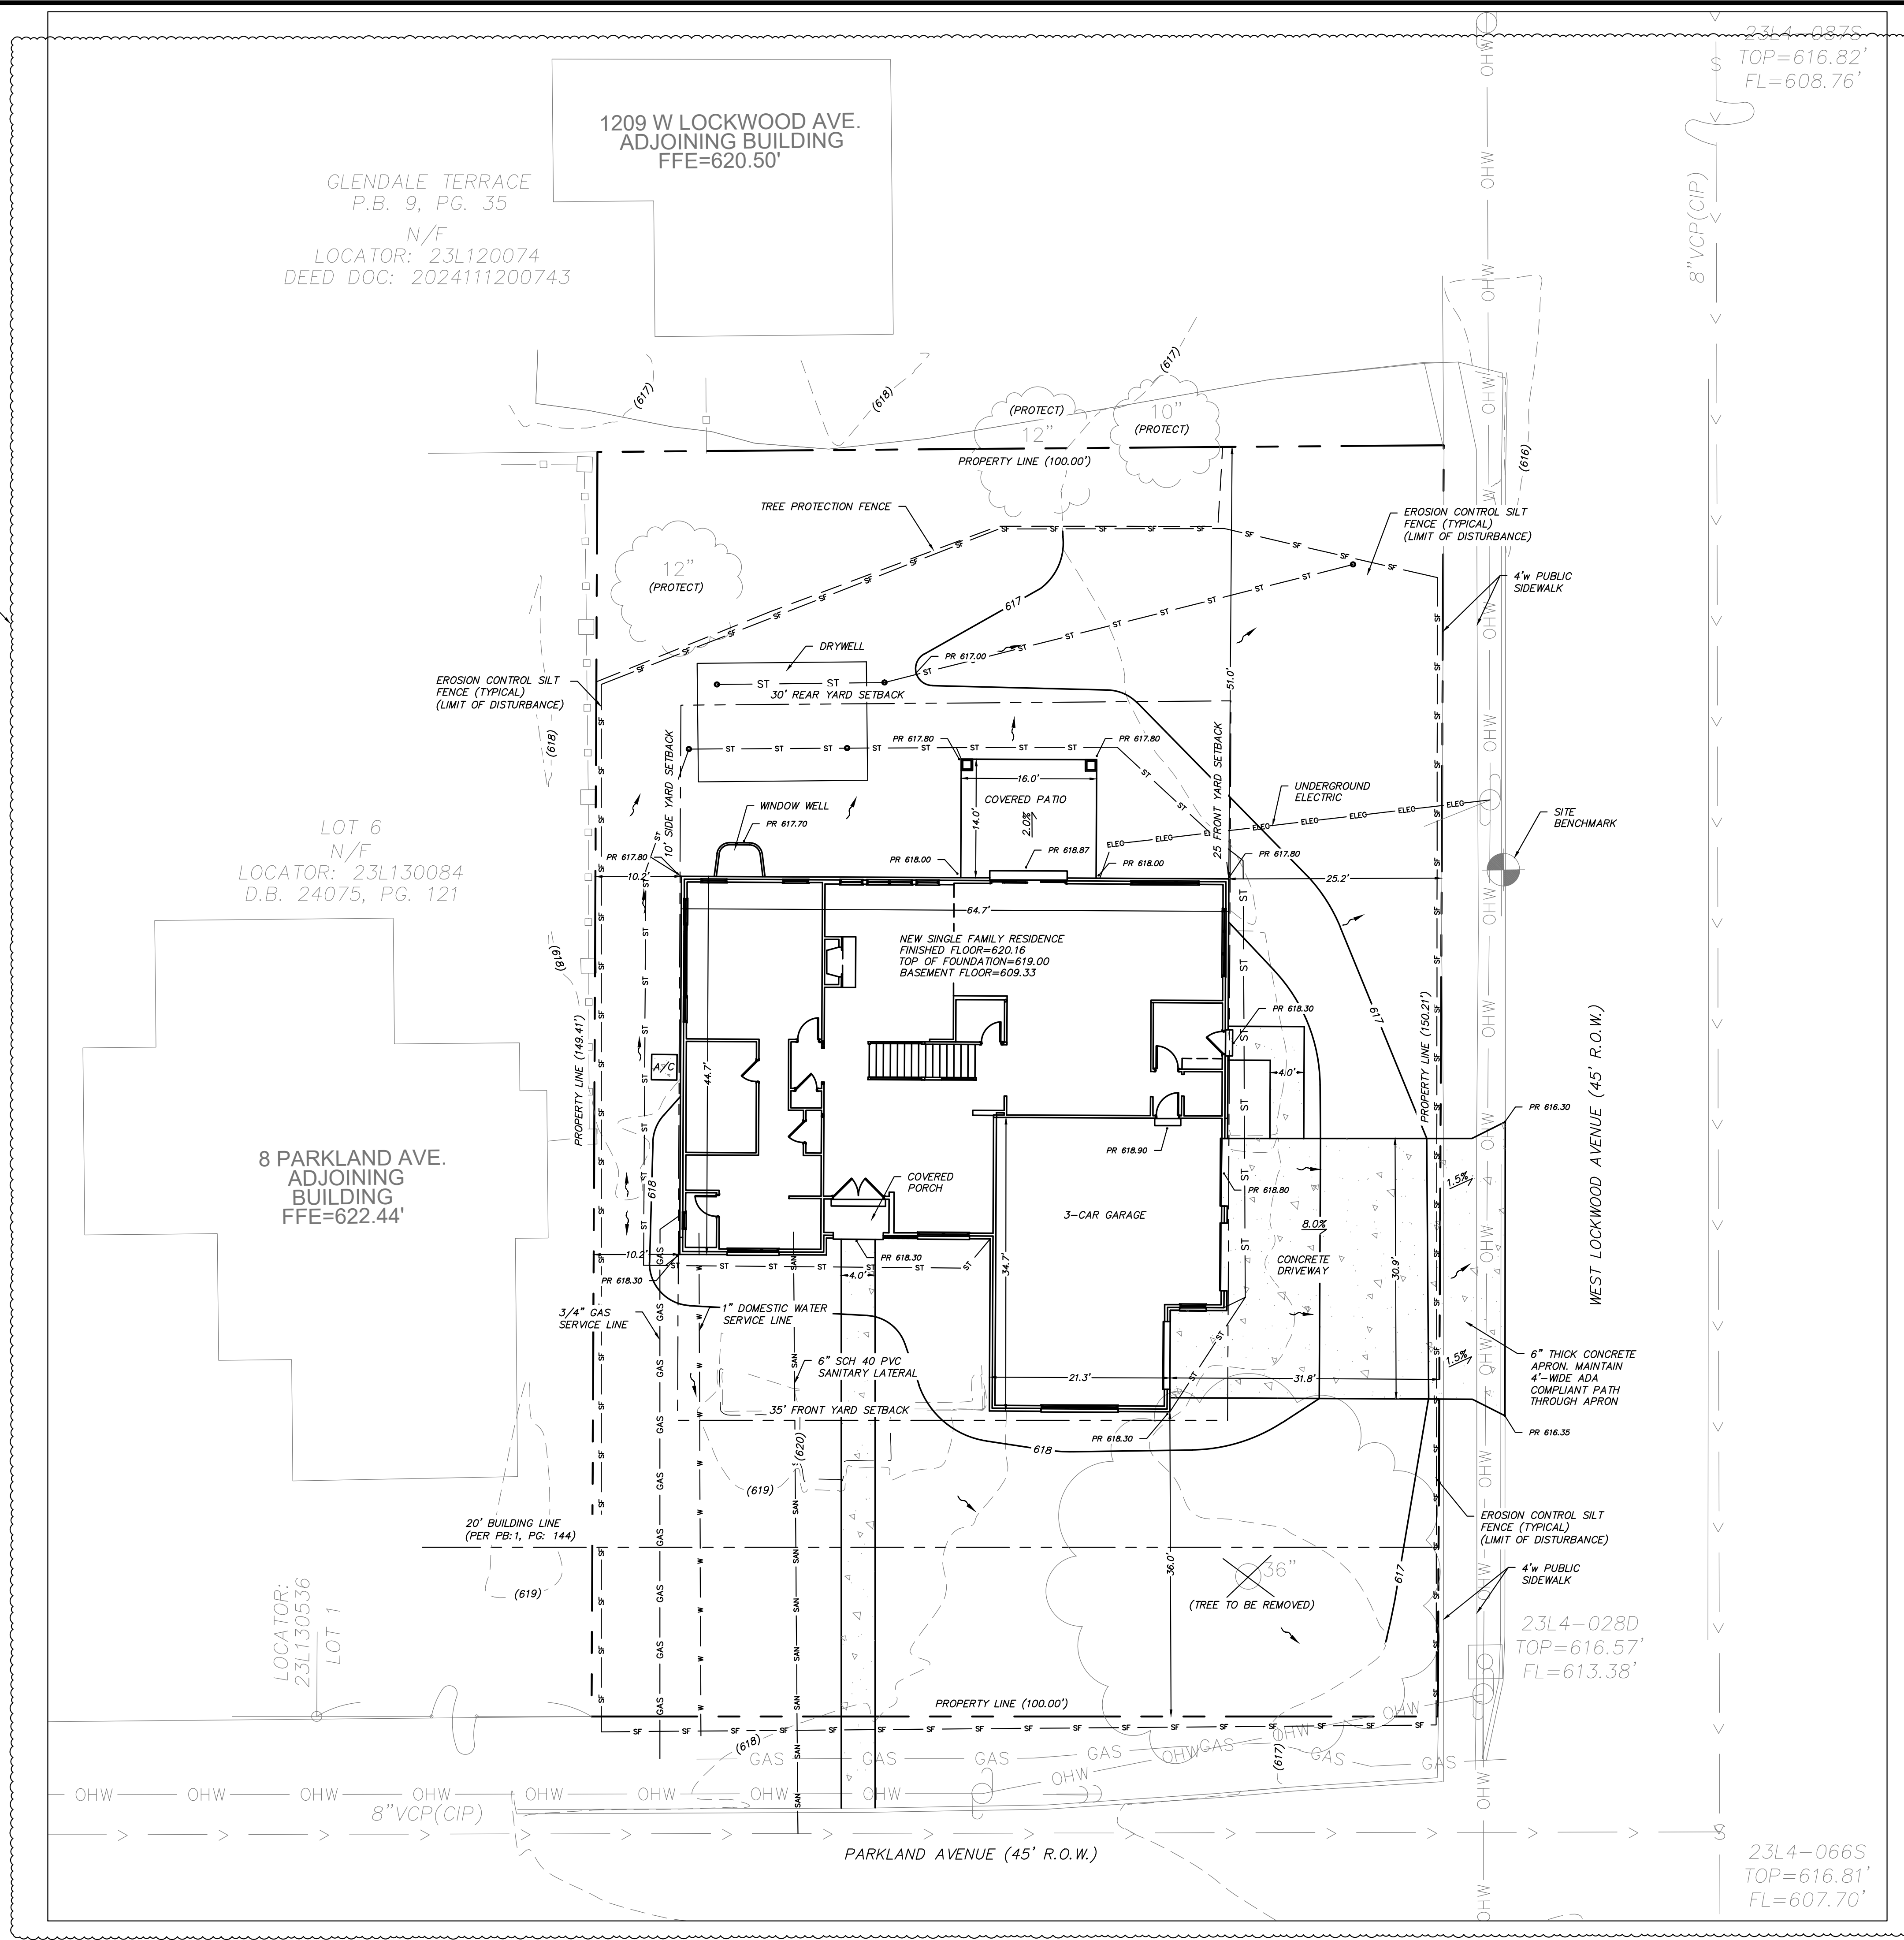 23L4-087S
TOP=616.82'
FL=608.76'
OHW
S
8"VCP(CIP)
1209 W LOCKWOOD AVE.
ADJOINING BUILDING
FFE=620.50'
GLENDALE TERRACE
P.B. 9, PG. 35
N/F
LOCATOR: 23L120074
DEED DOC: 2024111200743
(617)
(618)
(617)
(616)
(PROTECT)
12"
10"
(PROTECT)
PROPERTY LINE (100.00')
TREE PROTECTION FENCE
EROSION CONTROL SILT
FENCE (TYPICAL)
(LIMIT OF DISTURBANCE)
4'w PUBLIC
SIDEWALK
12"
(PROTECT)
SF
ST
617
PR 617.00
DRYWELL
30' REAR YARD SETBACK
51.0'
EROSION CONTROL SILT
FENCE (TYPICAL)
(LIMIT OF DISTURBANCE)
(618)
10' SIDE YARD SETBACK
25 FRONT YARD SETBACK
PR 617.80
PR 617.80
16.0'
COVERED PATIO
14.0'
2.0%
UNDERGROUND
ELECTRIC
ELEC
SITE
BENCHMARK
WINDOW WELL
PR 617.70
PR 617.80
PR 618.00
PR 618.87
PR 618.00
PR 617.80
10.2'
25.2'
64.7'
LOT 6
N/F
LOCATOR: 23L130084
D.B. 24075, PG. 121
(619)
NEW SINGLE FAMILY RESIDENCE
FINISHED FLOOR=620.16
TOP OF FOUNDATION=619.00
BASEMENT FLOOR=609.33
PR 618.30
617
PROPERTY LINE (149.41')
PROPERTY LINE (150.21')
WEST LOCKWOOD AVENUE (45' R.O.W.)
A/C
44.7'
4.0'
PR 616.30
8 PARKLAND AVE.
ADJOINING
BUILDING
FFE=622.44'
618
PR 618.90
COVERED
PORCH
PR 618.80
1.5%
3-CAR GARAGE
8.0%
CONCRETE
DRIVEWAY
30.9'
10.2'
PR 618.30
PR 618.30
34.7'
4.0'
3/4" GAS
SERVICE LINE
1" DOMESTIC WATER
SERVICE LINE
6" SCH 40 PVC
SANITARY LATERAL
21.3'
31.8'
1.5%
6" THICK CONCRETE
APRON. MAINTAIN
4'-WIDE ADA
COMPLIANT PATH
THROUGH APRON
35' FRONT YARD SETBACK
PR 618.30
PR 616.35
618
(620)
(619)
GAS
W
SAN
20' BUILDING LINE
(PER PB:1, PG: 144)
(619)
EROSION CONTROL SILT
FENCE (TYPICAL)
(LIMIT OF DISTURBANCE)
4'w PUBLIC
SIDEWALK
36.0'
36"
(TREE TO BE REMOVED)
617
LOCATOR:
23L130536
LOT 1
23L4-028D
TOP=616.57'
FL=613.38'
PROPERTY LINE (100.00')
(618)
(617)
GAS
OHW
8"VCP(CIP)
PARKLAND AVENUE (45' R.O.W.)
S
23L4-066S
TOP=616.81'
FL=607.70'